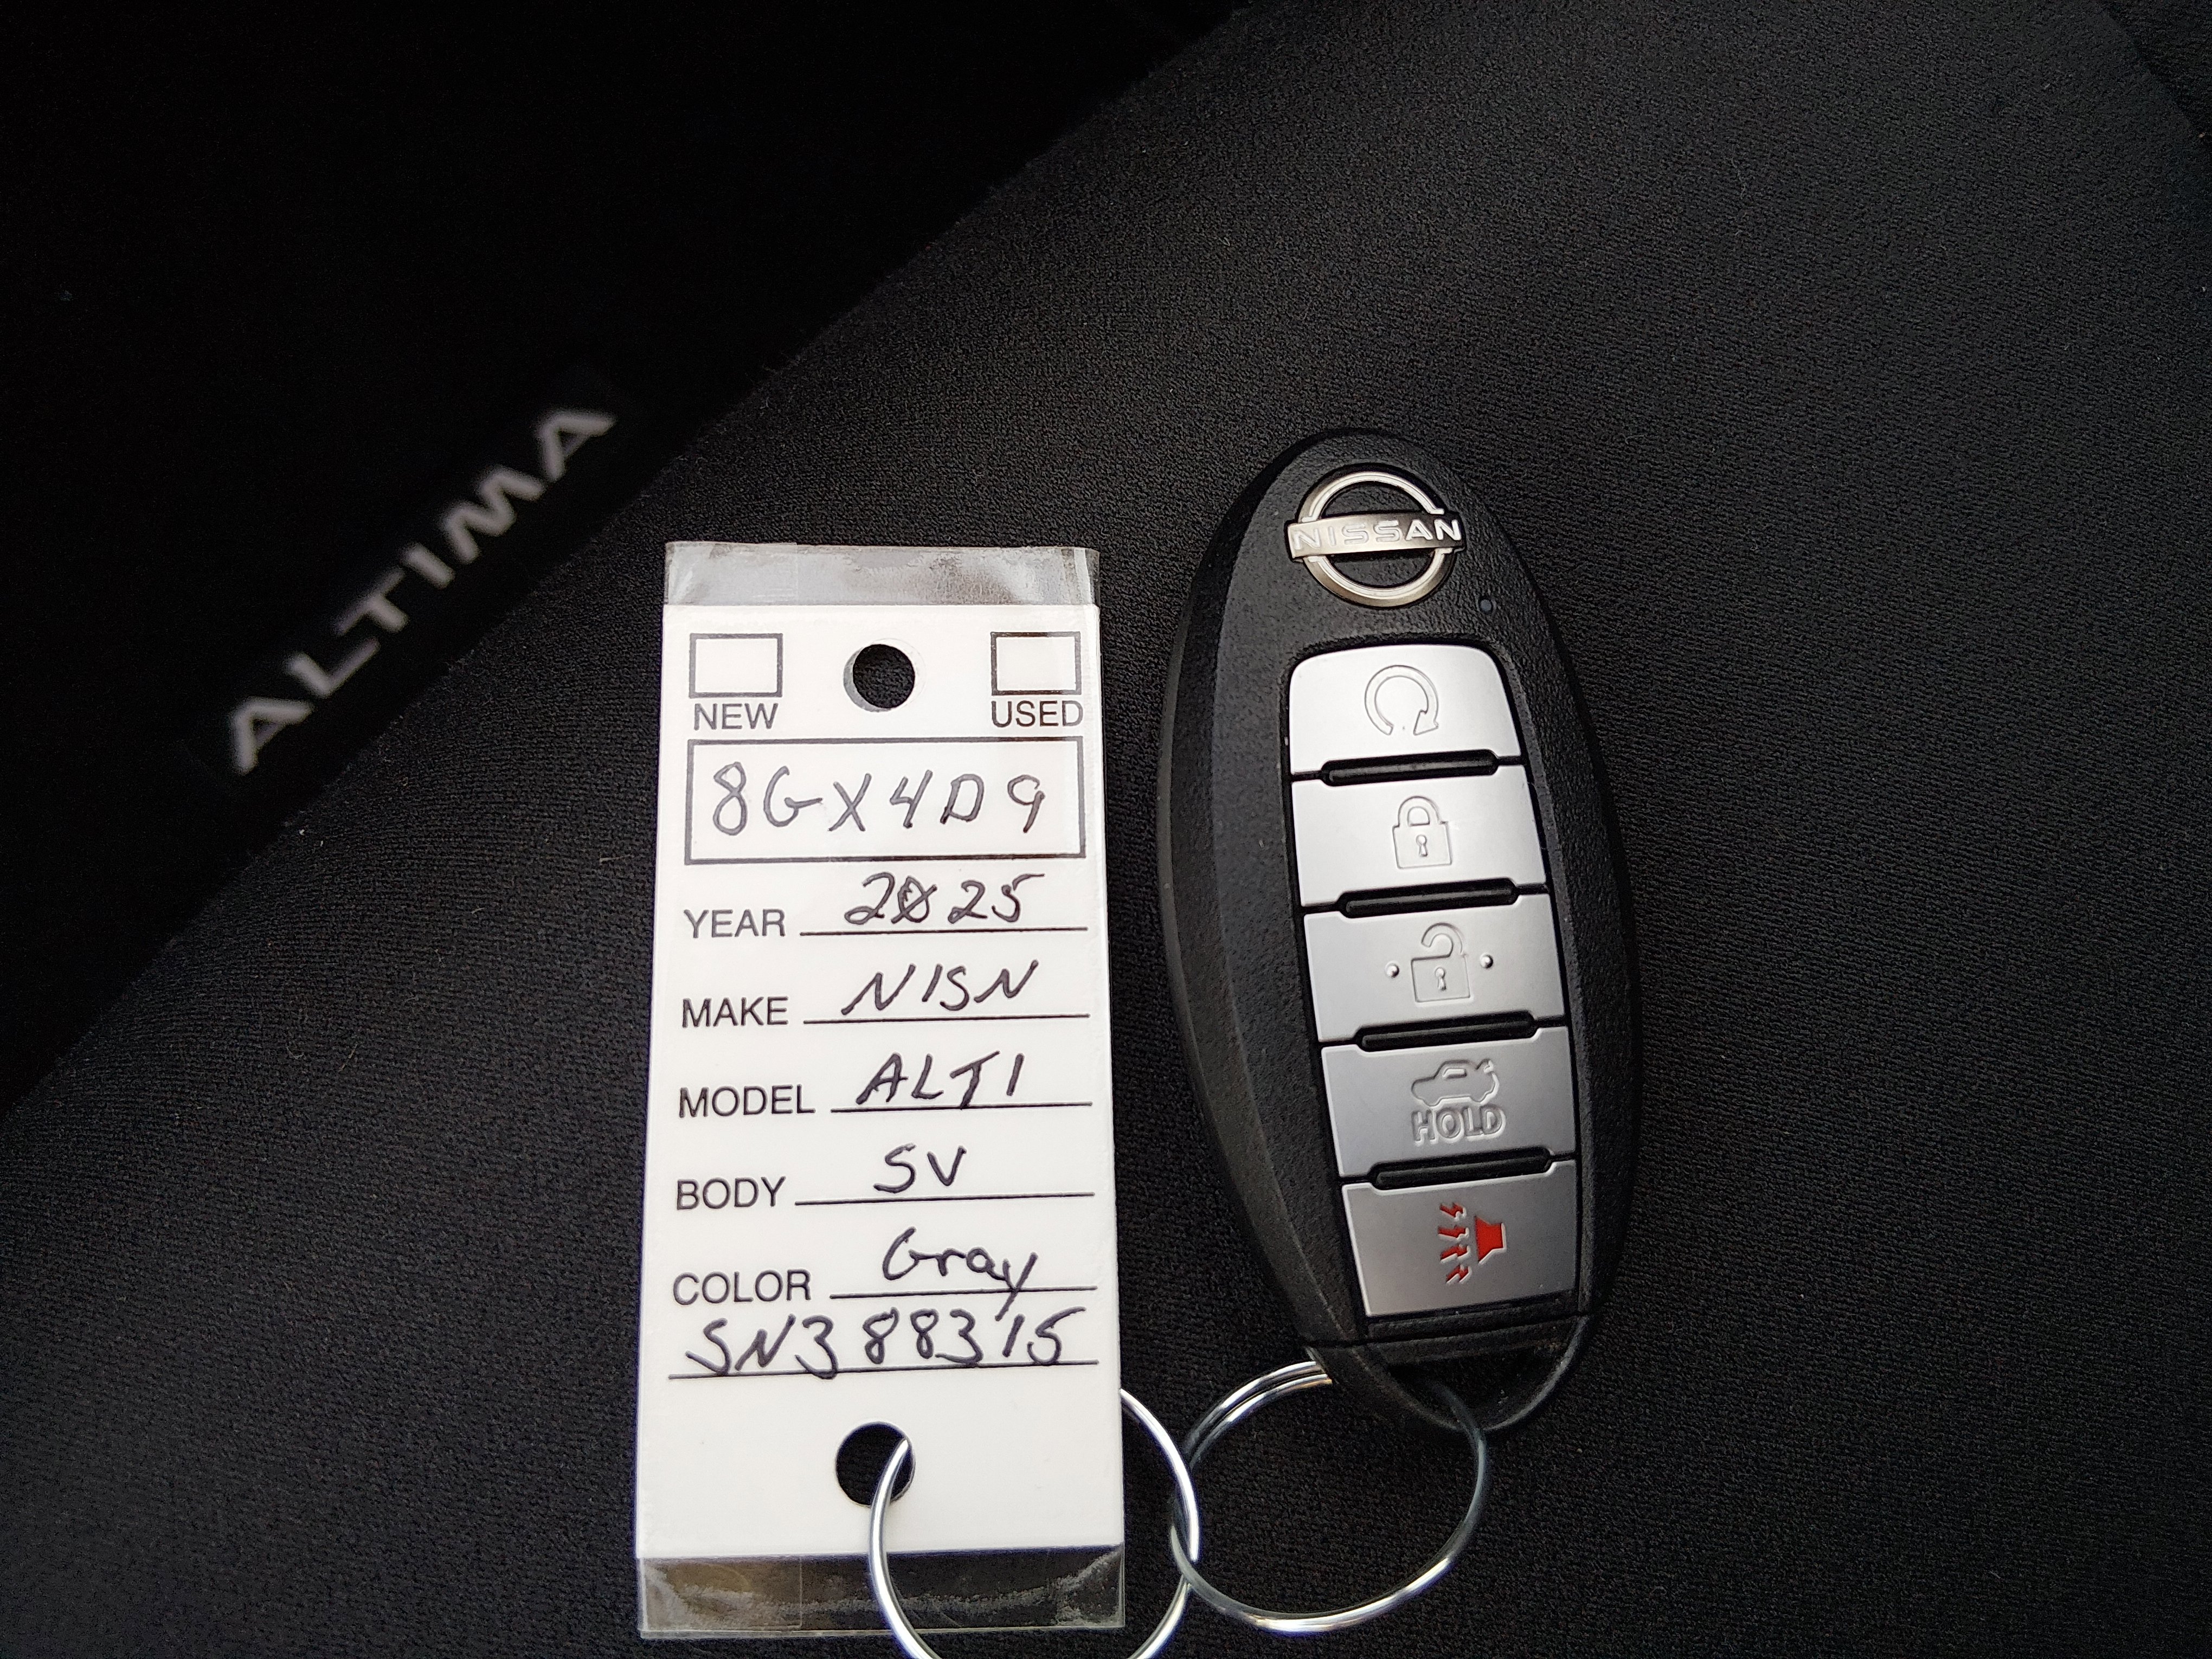 ALTIMA
NEW USED
8GX4D9
YEAR 2025
MAKE NISN
MODEL ALTI
BODY SV
COLOR Gray
SN388315
NISSAN
HOLD